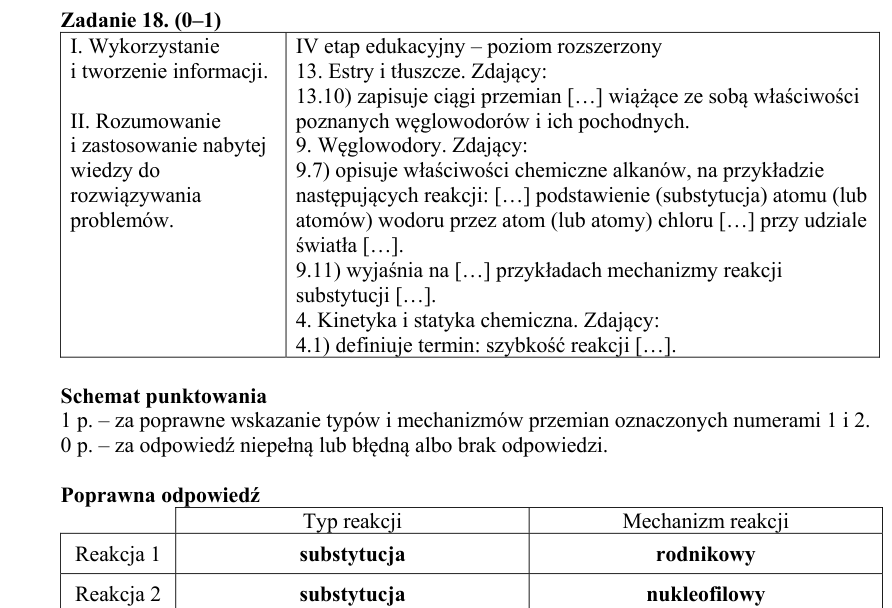 Zadanie 18. (0–1)
I. Wykorzystanie
i tworzenie informacji.
II. Rozumowanie
i zastosowanie nabytej
wiedzy do
rozwiązywania
problemów.
IV etap edukacyjny – poziom rozszerzony
13. Estry i tłuszcze. Zdający:
13.10) zapisuje ciągi przemian […] wiążące ze sobą właściwości
poznanych węglowodorów i ich pochodnych.
9. Węglowodory. Zdający:
9.7) opisuje właściwości chemiczne alkanów, na przykładzie
następujących reakcji: […] podstawienie (substytucja) atomu (lub
atomów) wodoru przez atom (lub atomy) chloru […] przy udziale
światła […].
9.11) wyjaśnia na […] przykładach mechanizmy reakcji
substytucji […].
4. Kinetyka i statyka chemiczna. Zdający:
4.1) definiuje termin: szybkość reakcji […].
Schemat punktowania
1 p. – za poprawne wskazanie typów i mechanizmów przemian oznaczonych numerami 1 i 2.
0 p. – za odpowiedź niepełną lub błędną albo brak odpowiedzi.
Poprawna odpowiedź
Typ reakcji Mechanizm reakcji
Reakcja 1 substytucja rodnikowy
Reakcja 2 substytucja nukleofilowy